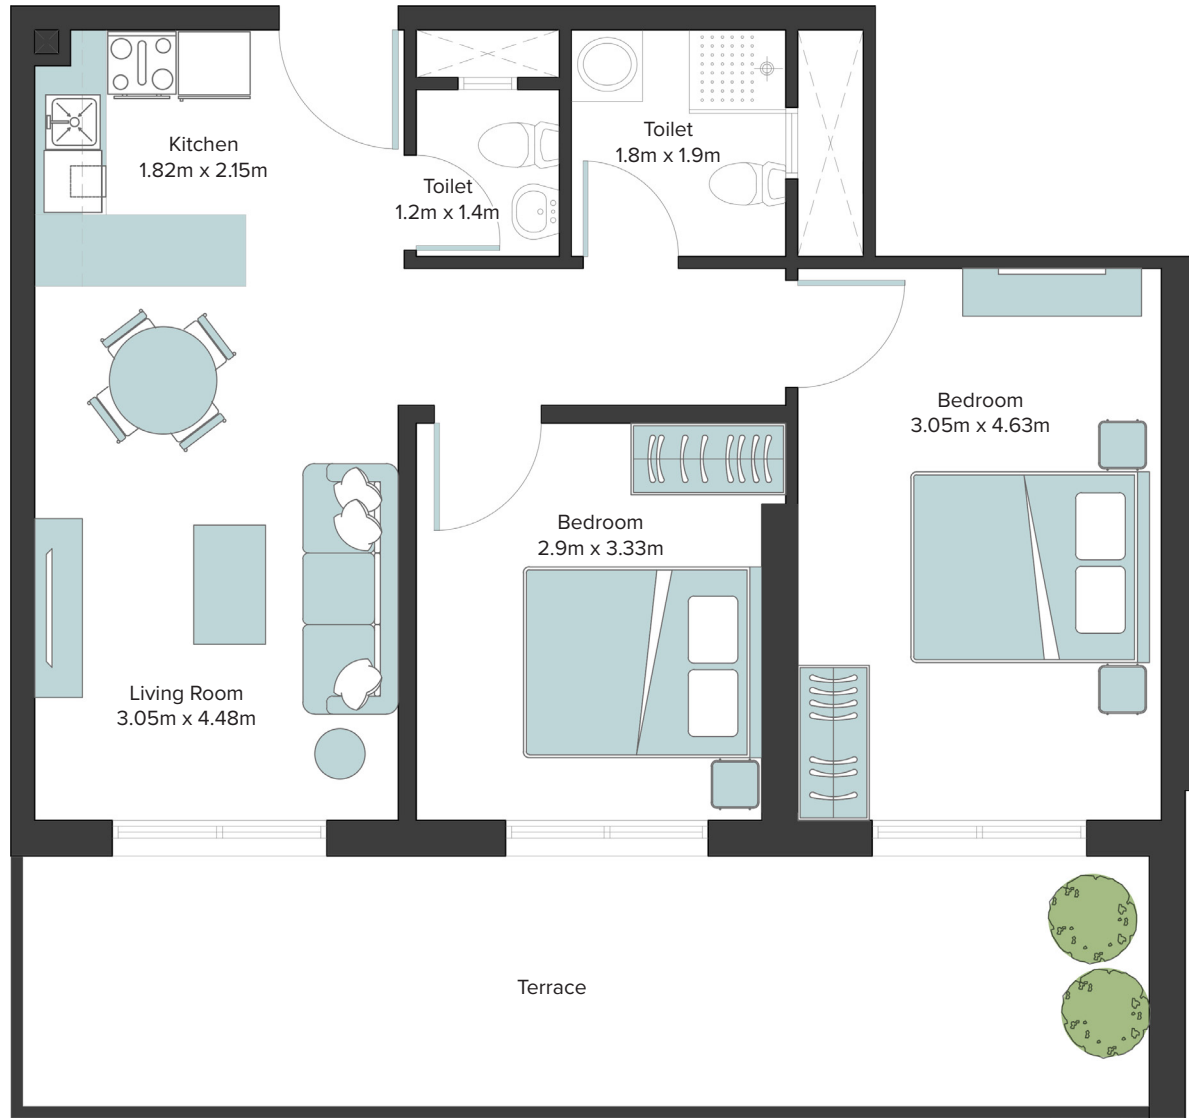 Kitchen
1.82m x 2.15m
Toilet
1.2m x 1.4m
Toilet
1.8m x 1.9m
Bedroom
3.05m x 4.63m
Bedroom
2.9m x 3.33m
Living Room
3.05m x 4.48m
Terrace